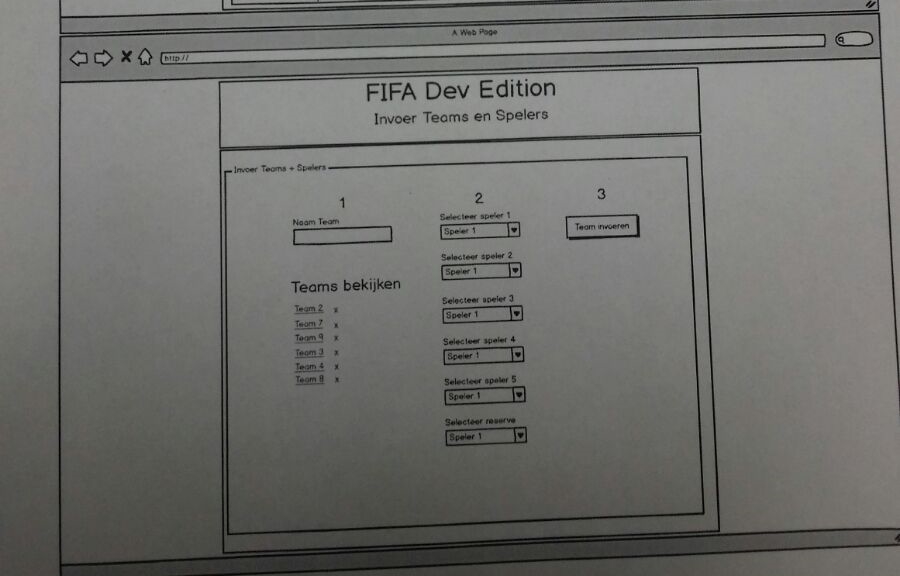 A Web Page
http://
FIFA Dev Edition
Invoer Teams en Spelers
Invoer Teams + Spelers
1
Naam Team
Teams bekijken
Team 2 x
Team 7 x
Team 9 x
Team 3 x
Team 4 x
Team 8 x
2
Selecteer speler 1
Speler 1
Selecteer speler 2
Speler 1
Selecteer speler 3
Speler 1
Selecteer speler 4
Speler 1
Selecteer speler 5
Speler 1
Selecteer reserve
Speler 1
3
Team invoeren